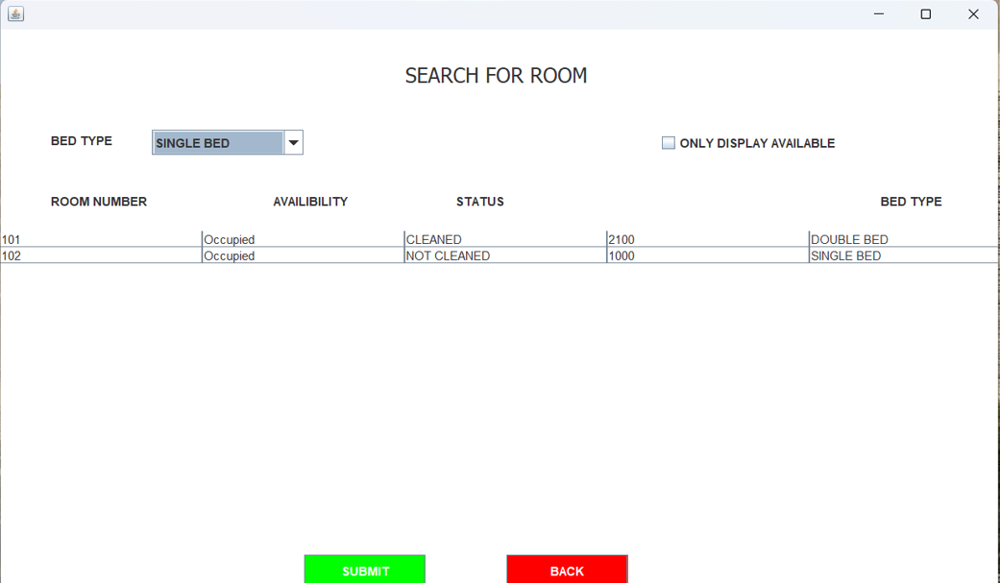 SEARCH FOR ROOM
BED TYPE SINGLE BED ONLY DISPLAY AVAILABLE
ROOM NUMBER AVAILIBILITY STATUS BED TYPE
101 Occupied CLEANED 2100 DOUBLE BED
102 Occupied NOT CLEANED 1000 SINGLE BED
SUBMIT BACK